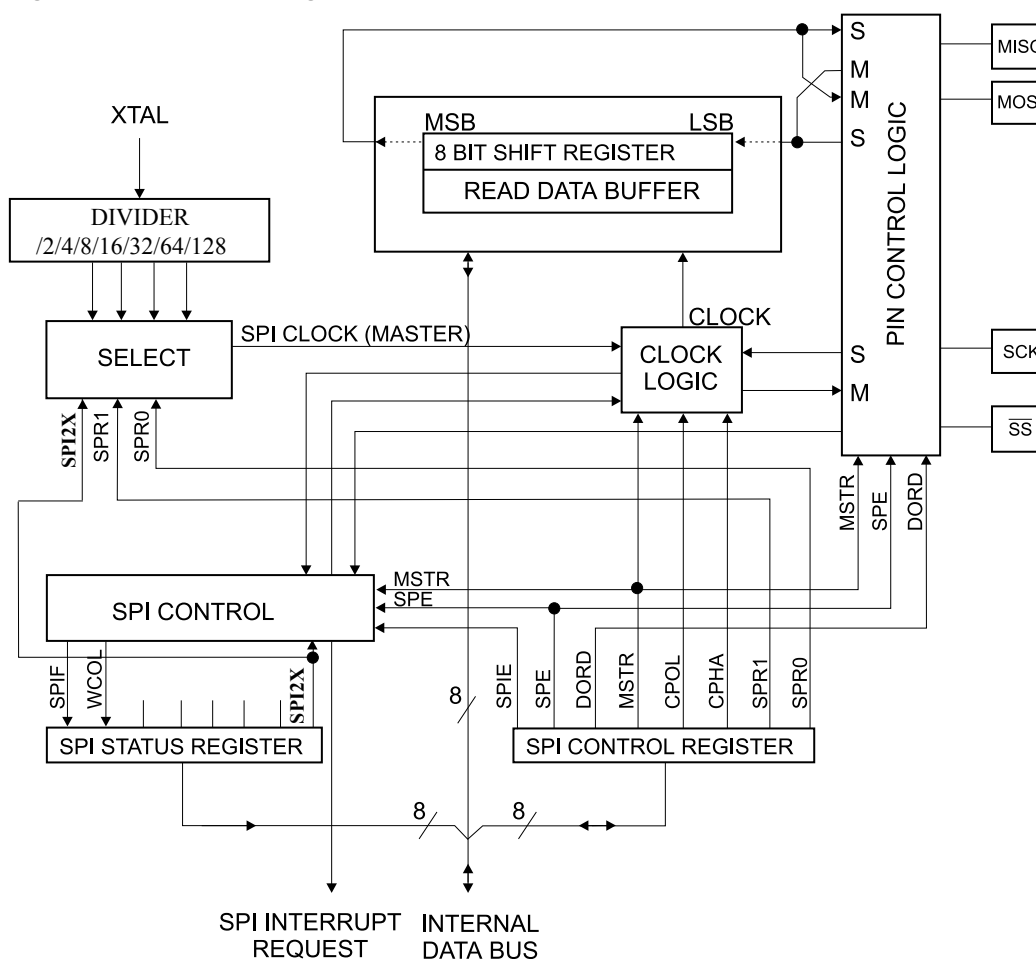 S
MISO
M
M
MOS
S
PIN CONTROL LOGIC
MSB
LSB
8 BIT SHIFT REGISTER
READ DATA BUFFER
XTAL
DIVIDER
/2/4/8/16/32/64/128
SELECT
SPI CLOCK (MASTER)
CLOCK
CLOCK
LOGIC
S
M
SCK
SS
SPI2X
SPR1
SPR0
MSTR
SPE
DORD
SPI CONTROL
MSTR
SPE
SPIF
WCOL
SPI2X
SPI STATUS REGISTER
8
SPIE
SPE
DORD
MSTR
CPOL
CPHA
SPR1
SPR0
SPI CONTROL REGISTER
8
8
SPI INTERRUPT
REQUEST
INTERNAL
DATA BUS